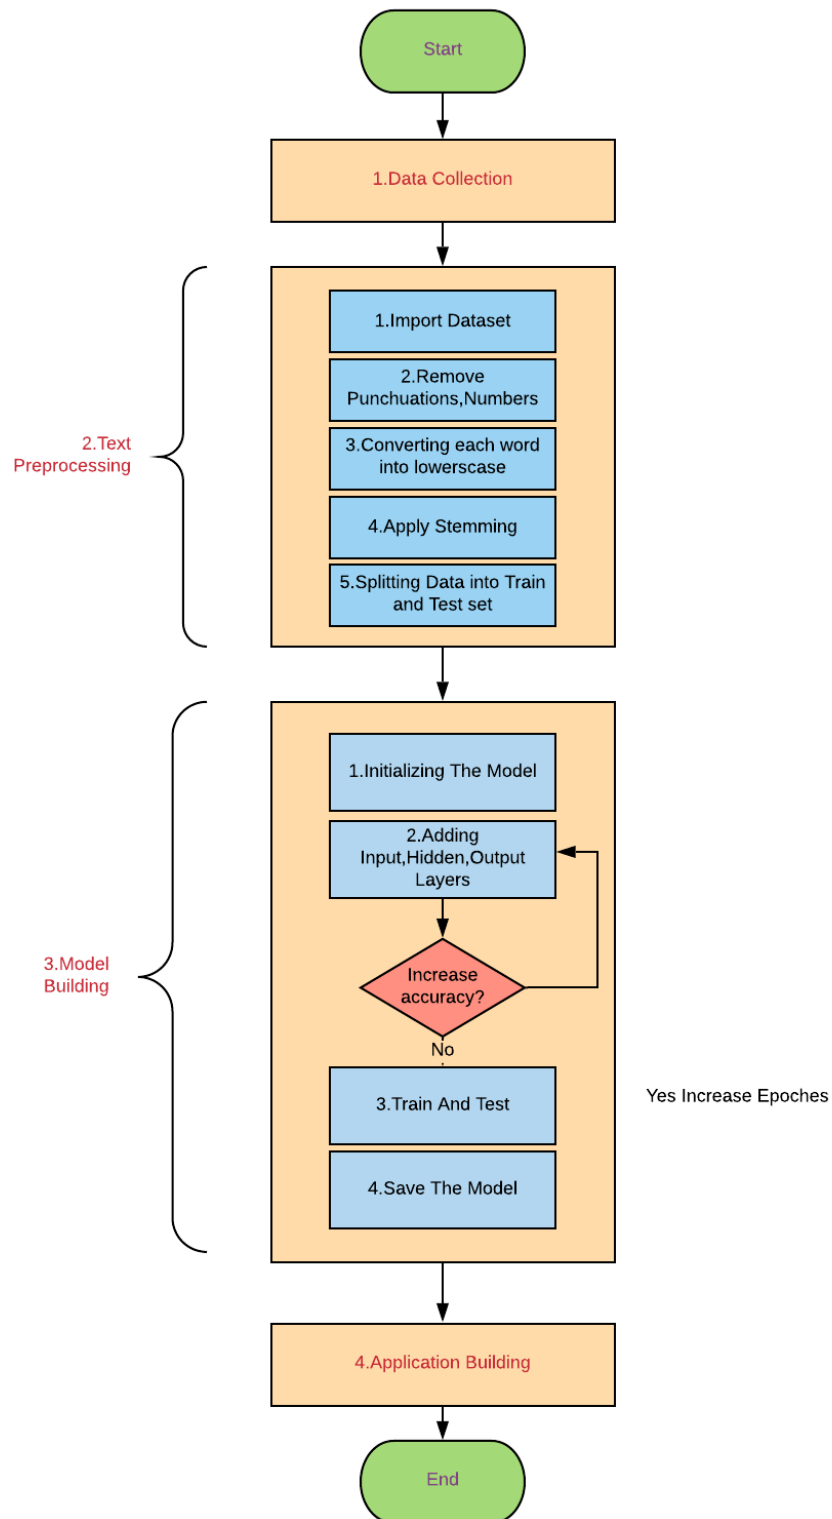 Start
1.Data Collection
1.Import Dataset
2.Remove
Punchuations,Numbers
3.Converting each word
into lowerscase
4.Apply Stemming
5.Splitting Data into Train
and Test set
2.Text
Preprocessing
1.Initializing The Model
2.Adding
Input,Hidden,Output
Layers
Increase
accuracy?
No
3.Train And Test
4.Save The Model
3.Model
Building
Yes Increase Epoches
4.Application Building
End